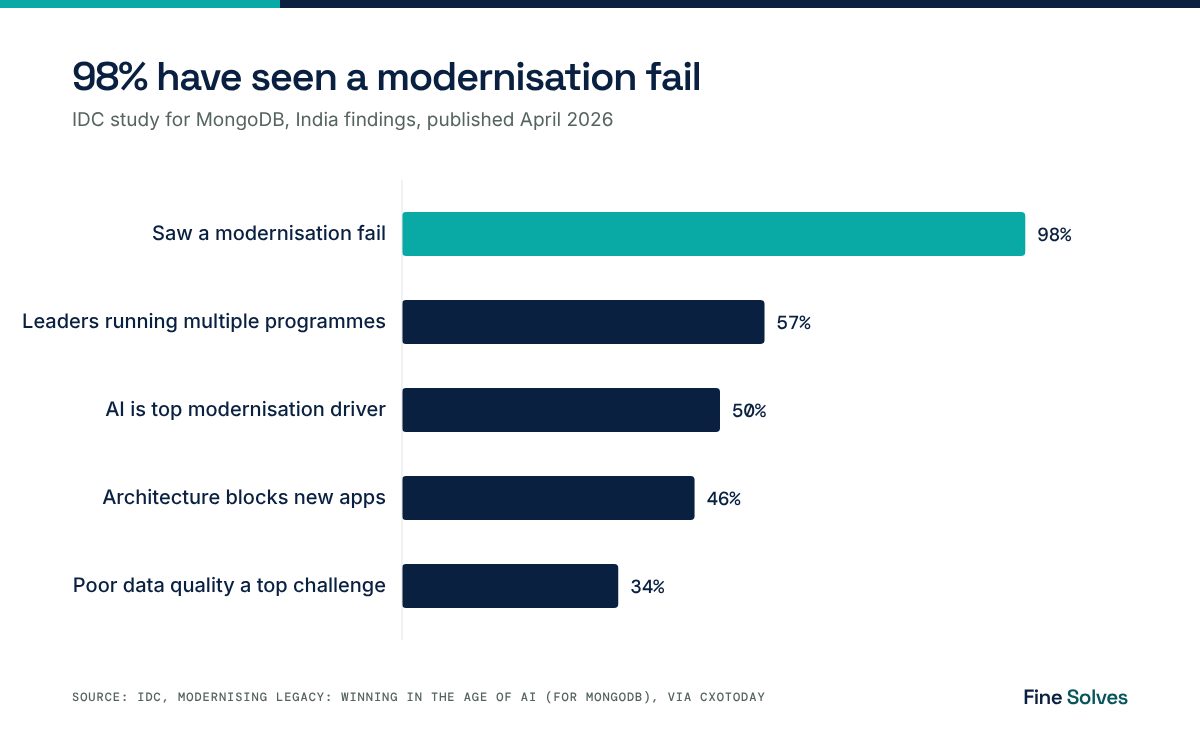 98% have seen a modernisation fail
IDC study for MongoDB, India findings, published April 2026
Saw a modernisation fail 98%
Leaders running multiple programmes 57%
AI is top modernisation driver 50%
Architecture blocks new apps 46%
Poor data quality a top challenge 34%
SOURCE: IDC, MODERNISING LEGACY: WINNING IN THE AGE OF AI (FOR MONGODB), VIA CXOTODAY
Fine Solves